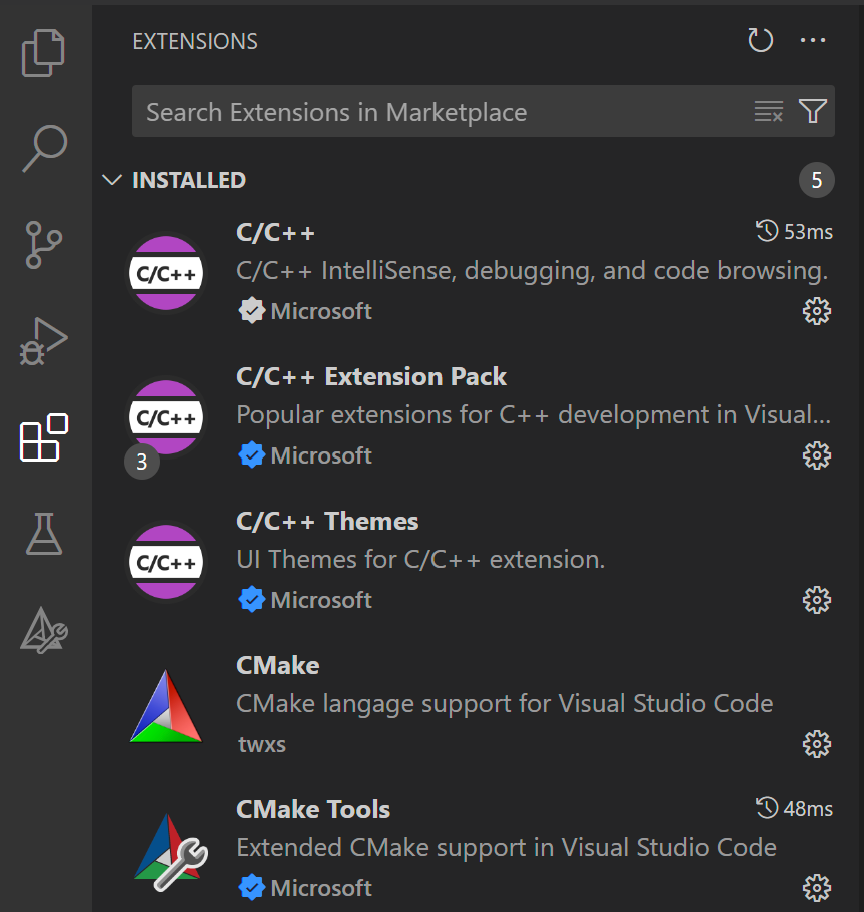 EXTENSIONS
Search Extensions in Marketplace
INSTALLED 5
C/C++ 53ms
C/C++
C/C++ IntelliSense, debugging, and code browsing.
Microsoft
C/C++ Extension Pack
C/C++
Popular extensions for C++ development in Visual...
3
Microsoft
C/C++ Themes
C/C++
UI Themes for C/C++ extension.
Microsoft
CMake
CMake langage support for Visual Studio Code
twxs
CMake Tools 48ms
Extended CMake support in Visual Studio Code
Microsoft